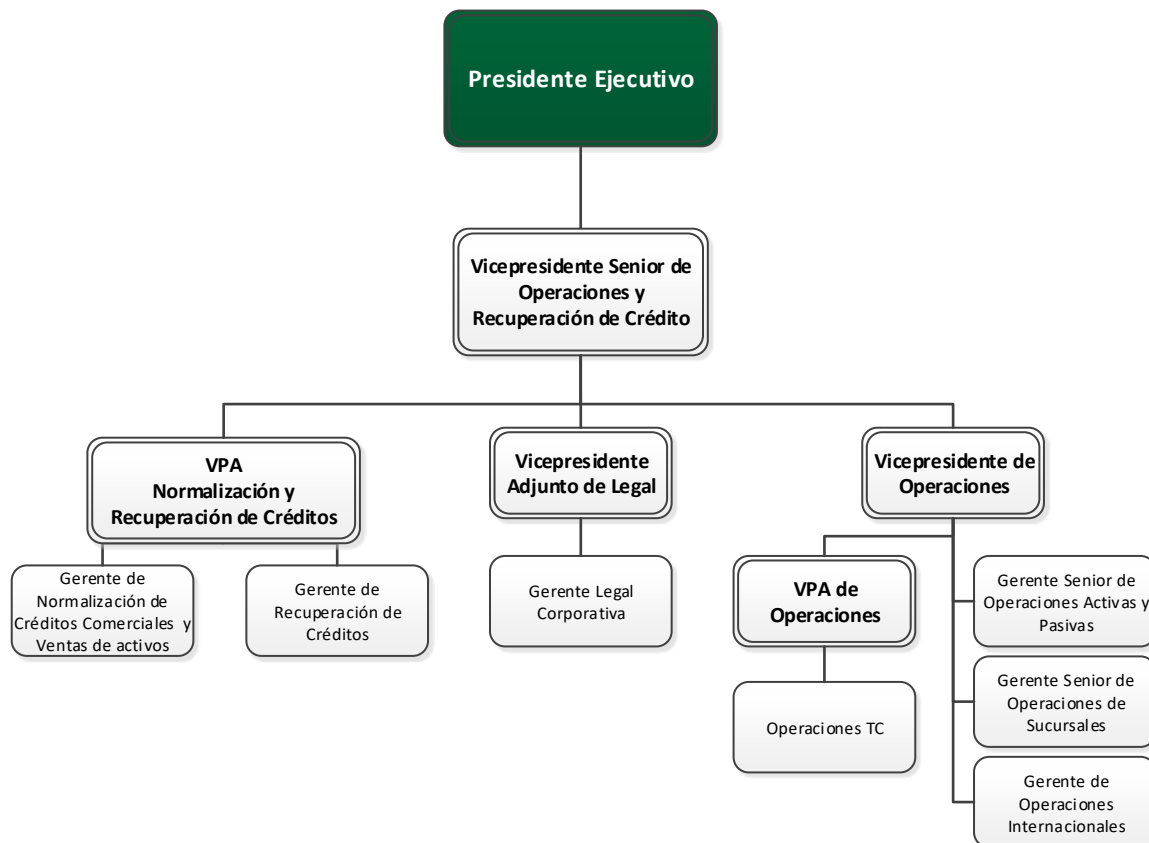 Presidente Ejecutivo
Vicepresidente Senior de
Operaciones y
Recuperación de Crédito
VPA
Normalización y
Recuperación de Créditos
Vicepresidente
Adjunto de Legal
Vicepresidente de
Operaciones
Gerente de
Normalización de
Créditos Comerciales y
Ventas de activos
Gerente de
Recuperación de
Créditos
Gerente Legal
Corporativa
VPA de
Operaciones
Operaciones TC
Gerente Senior de
Operaciones Activas y
Pasivas
Gerente Senior de
Operaciones de
Sucursales
Gerente de
Operaciones
Internacionales